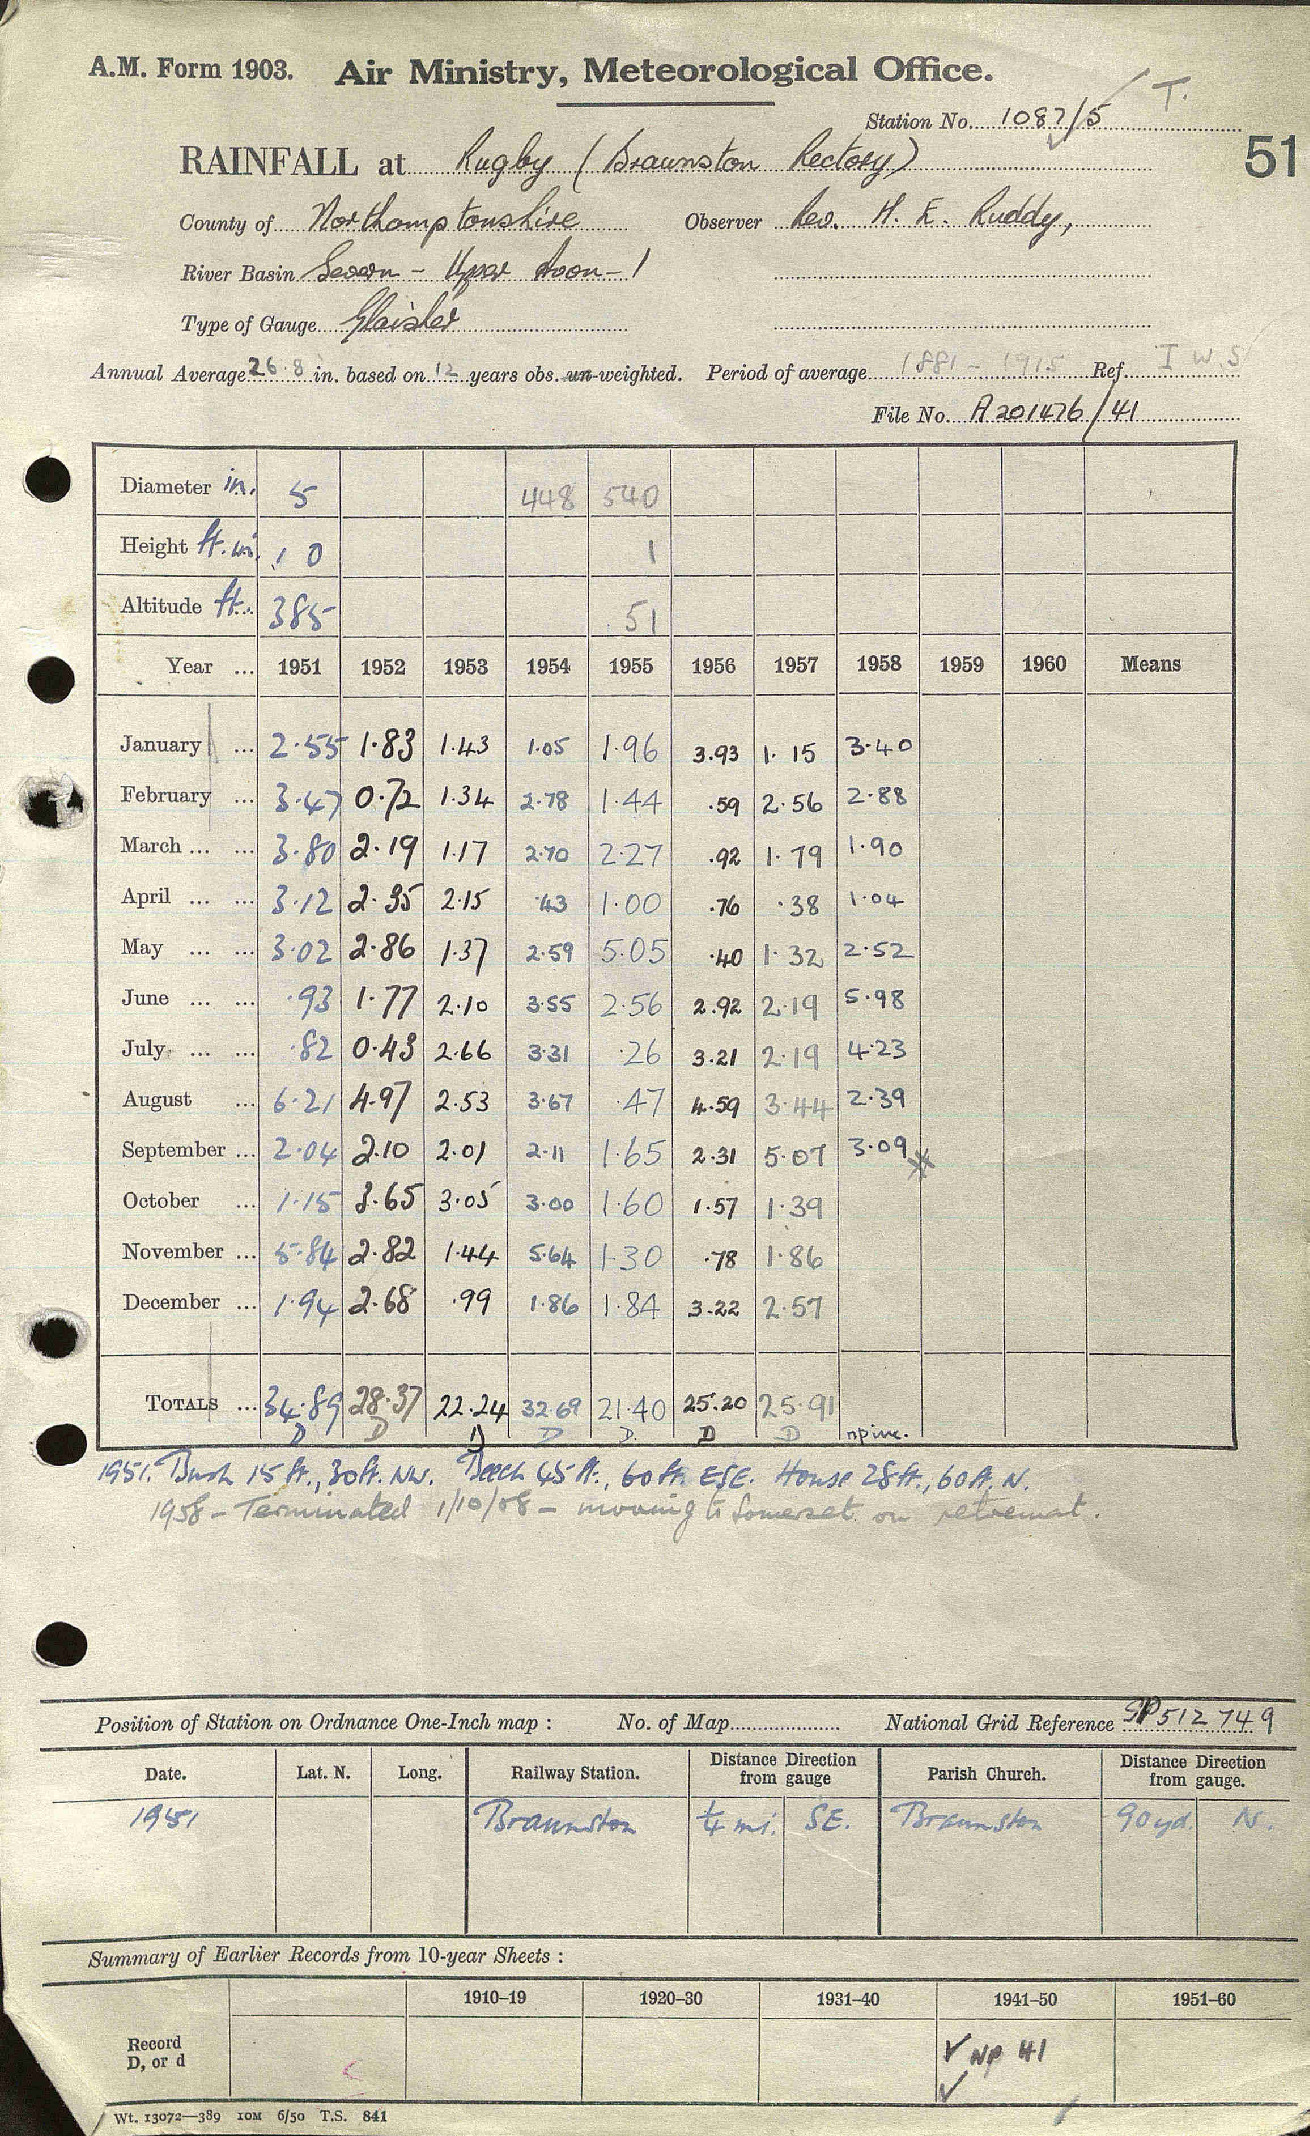 A.M. Form 1903. Air Ministry, Meteorological Office.
T.
Station No. 1087/5
51
RAINFALL at Rugby (Braunston Rectory)
County of Northamptonshire Observer Rev. H. E. Ruddy,
River Basin Severn - Upper Avon - 1
Type of Gauge Glaisher
Annual Average 26.8 in. based on 12 years obs. un-weighted. Period of average 1881 - 1915 Ref. I W.S
File No. A201476/41
Diameter in. 5 448 540
Height ft. in. 1 0 1
Altitude ft. 385 51
Year ... 1951 1952 1953 1954 1955 1956 1957 1958 1959 1960 Means
January ... 2.55 1.83 1.43 1.05 1.96 3.93 1.15 3.40
February ... 3.47 0.72 1.34 2.78 1.44 .59 2.56 2.88
March ... ... 3.80 2.19 1.17 2.70 2.27 .92 1.79 1.90
April ... ... 3.12 2.35 2.15 .43 1.00 .76 .38 1.04
May ... ... 3.02 2.86 1.37 2.59 5.05 .40 1.32 2.52
June ... ... .93 1.77 2.10 3.55 2.56 2.92 2.19 5.98
July ... ... .82 0.43 2.66 3.31 .26 3.21 2.19 4.23
August ... 6.21 4.97 2.53 3.67 .47 4.59 3.44 2.39
September ... 2.04 2.10 2.01 2.11 1.65 2.31 5.07 3.09
October ... 1.15 3.65 3.05 3.00 1.60 1.57 1.39
November ... 5.84 2.82 1.44 5.64 1.30 .78 1.86
December ... 1.94 2.68 .99 1.86 1.84 3.22 2.57
TOTALS ... 34.89 28.37 22.24 32.69 21.40 25.20 25.91
D D D D D. D D inc.
1951. Bush 15ft., 30ft. NW. Beech 45ft., 60ft. ESE. House 28ft., 60ft. N.
1958 - Terminated 1/10/58 - moving to Somerset on retiremat.
Position of Station on Ordnance One-Inch map : No. of Map National Grid Reference SP 512 749
Date. Lat. N. Long. Railway Station. Distance Direction from gauge Parish Church. Distance Direction from gauge.
1951 Braunston ¼ mi. SE. Braunston 90yd. N.
Summary of Earlier Records from 10-year Sheets :
1910–19 1920–30 1931–40 1941–50 1951–60
Record
D, or d
✓ NP 41
✓
Wt. 13072—389 IOM 6/50 T.S. 841